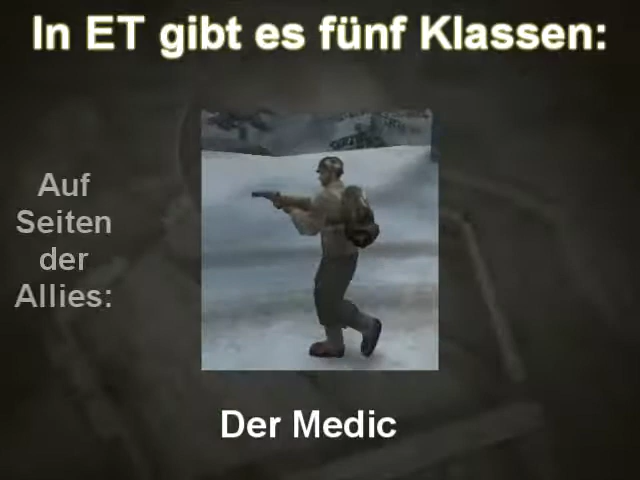 In ET gibt es fünf Klassen:
Auf
Seiten
der
Allies:
Der Medic